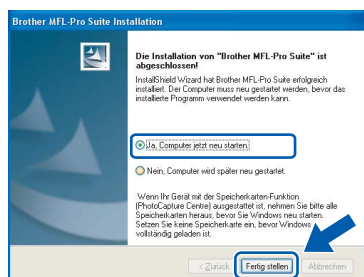 Brother MFL-Pro Suite Installation
Die Installation von "Brother MFL-Pro Suite" ist
abgeschlossen!
InstallShield Wizard hat Brother MFL-Pro Suite erfolgreich
installiert. Der Computer muss neu gestartet werden, bevor das
installierte Programm verwendet werden kann.
Ja, Computer jetzt neu starten.
Nein, Computer wird später neu gestartet.
Wenn Ihr Gerät mit der Speicherkarten-Funktion
(PhotoCapture Centre) ausgestattet ist, nehmen Sie bitte alle
Speicherkarten heraus, bevor Sie Windows neu starten.
Setzen Sie keine Speicherkarte ein, bevor Windows
vollständig geladen ist.
< Zurück Fertig stellen Abbrechen